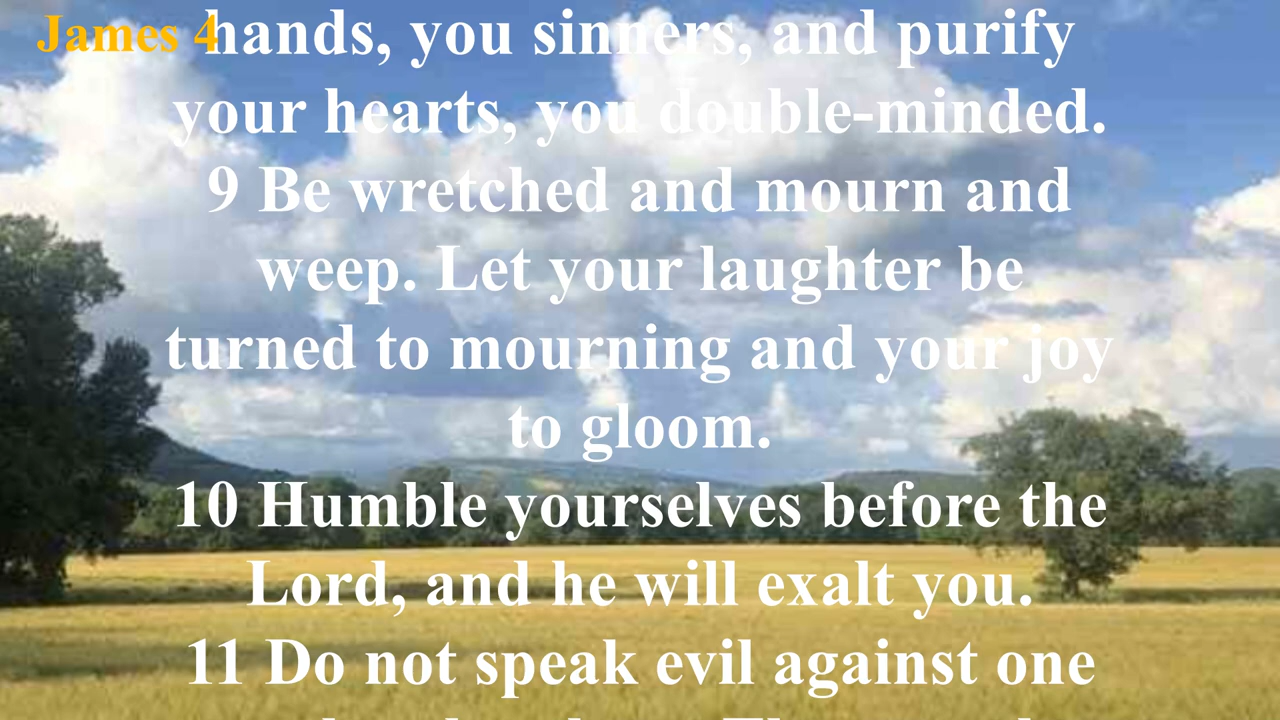 James 4
hands, you sinners, and purify
your hearts, you double-minded.
9 Be wretched and mourn and
weep. Let your laughter be
turned to mourning and your joy
to gloom.
10 Humble yourselves before the
Lord, and he will exalt you.
11 Do not speak evil against one